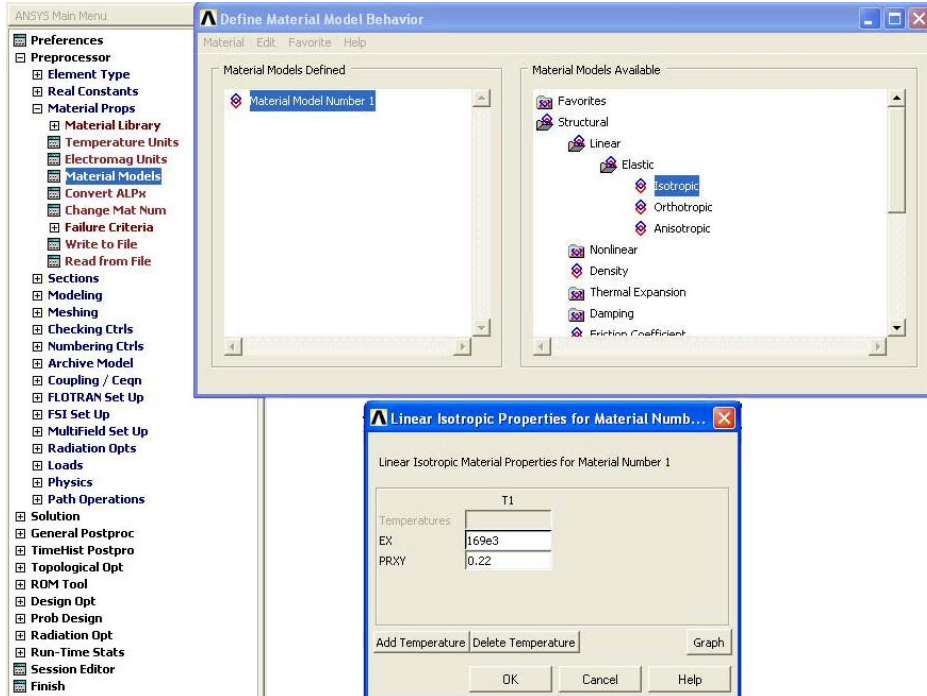 ANSYS Main Menu
Preferences
Preprocessor
Element Type
Real Constants
Material Props
Material Library
Temperature Units
Electromag Units
Material Models
Convert ALPx
Change Mat Num
Failure Criteria
Write to File
Read from File
Sections
Modeling
Meshing
Checking Ctrls
Numbering Ctrls
Archive Model
Coupling / Ceqn
FLOTRAN Set Up
FSI Set Up
MultiField Set Up
Radiation Opts
Loads
Physics
Path Operations
Solution
General Postproc
TimeHist Postpro
Topological Opt
ROM Tool
Design Opt
Prob Design
Radiation Opt
Run-Time Stats
Session Editor
Finish
Define Material Model Behavior
Material Edit Favorite Help
Material Models Defined
Material Model Number 1
Material Models Available
Favorites
Structural
Linear
Elastic
Isotropic
Orthotropic
Anisotropic
Nonlinear
Density
Thermal Expansion
Damping
Friction Coefficient
Linear Isotropic Properties for Material Numb...
Linear Isotropic Material Properties for Material Number 1
T1
Temperatures
EX 169e3
PRXY 0.22
Add Temperature Delete Temperature Graph
OK Cancel Help